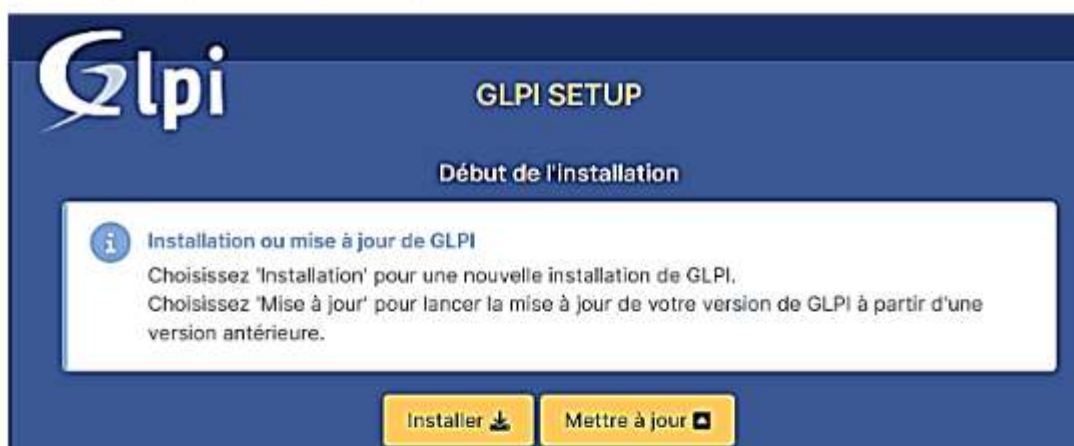 Glpi
GLPI SETUP
Début de l'installation
Installation ou mise à jour de GLPI
Choisissez 'Installation' pour une nouvelle installation de GLPI.
Choisissez 'Mise à jour' pour lancer la mise à jour de votre version de GLPI à partir d'une
version antérieure.
Installer
Mettre à jour